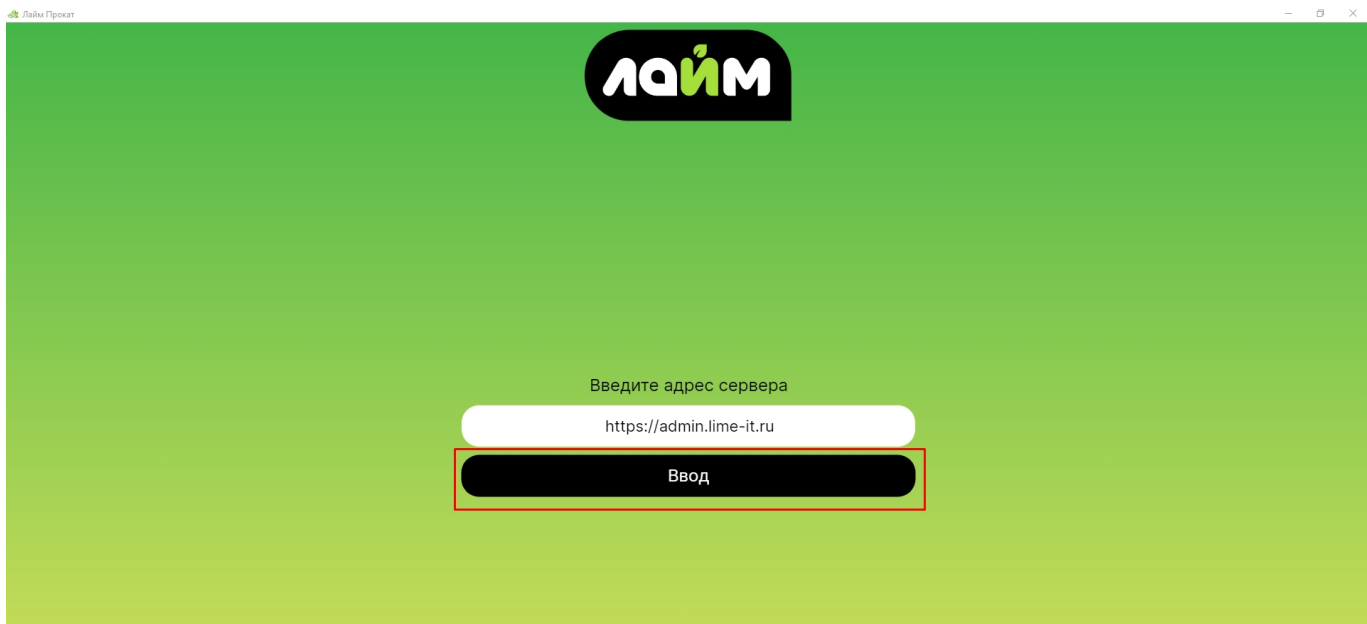 Лайм Прокат
лайм
Введите адрес сервера
https://admin.lime-it.ru
Ввод